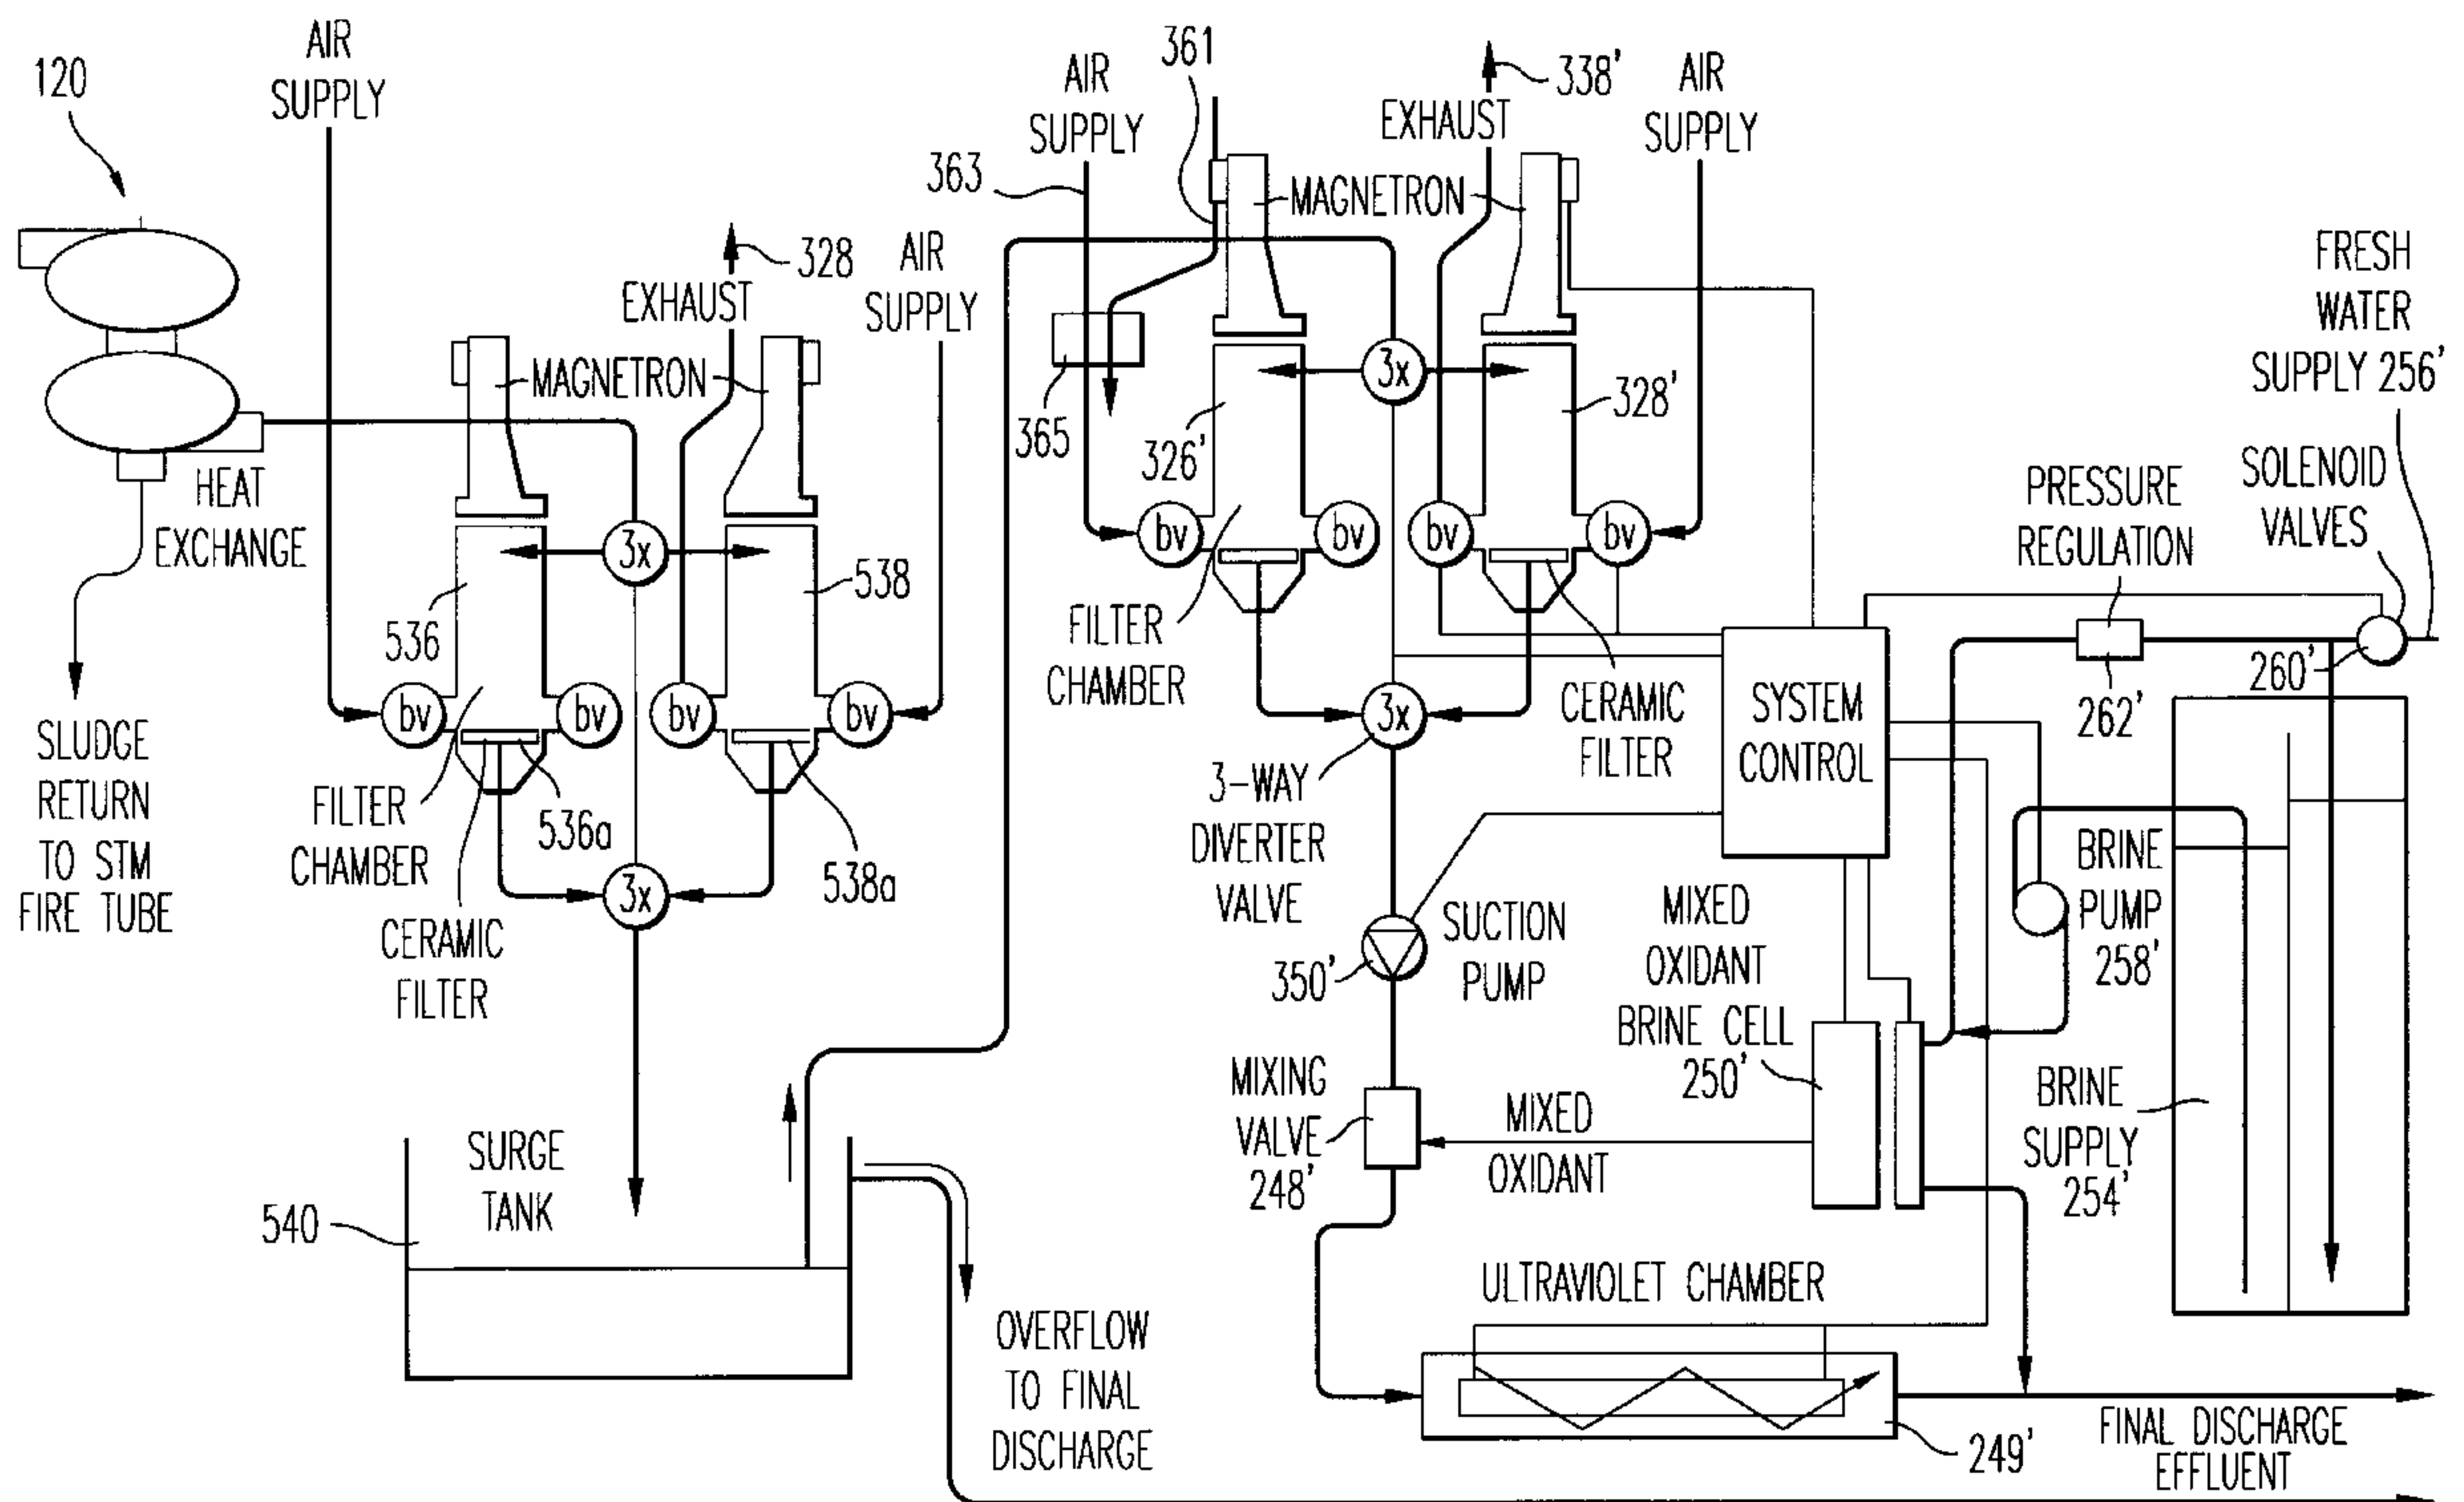 120
AIR
SUPPLY
328
EXHAUST
AIR
SUPPLY
MAGNETRON
HEAT
EXCHANGE
3x
536
538
bv
bv
bv
bv
SLUDGE
RETURN
TO STM
FIRE TUBE
FILTER
CHAMBER
536a
538a
CERAMIC
FILTER
3x
SURGE
TANK
540
OVERFLOW
TO FINAL
DISCHARGE
361
AIR
SUPPLY
363
338'
EXHAUST
AIR
SUPPLY
MAGNETRON
365
3x
326'
328'
bv
bv
bv
bv
FILTER
CHAMBER
CERAMIC
FILTER
3x
3-WAY
DIVERTER
VALVE
SUCTION
PUMP
350'
MIXING
VALVE
248'
MIXED
OXIDANT
MIXED
OXIDANT
BRINE CELL
250'
SYSTEM
CONTROL
FRESH
WATER
SUPPLY 256'
SOLENOID
VALVES
PRESSURE
REGULATION
260'
262'
BRINE
PUMP
258'
BRINE
SUPPLY
254'
ULTRAVIOLET CHAMBER
249'
FINAL DISCHARGE
EFFLUENT